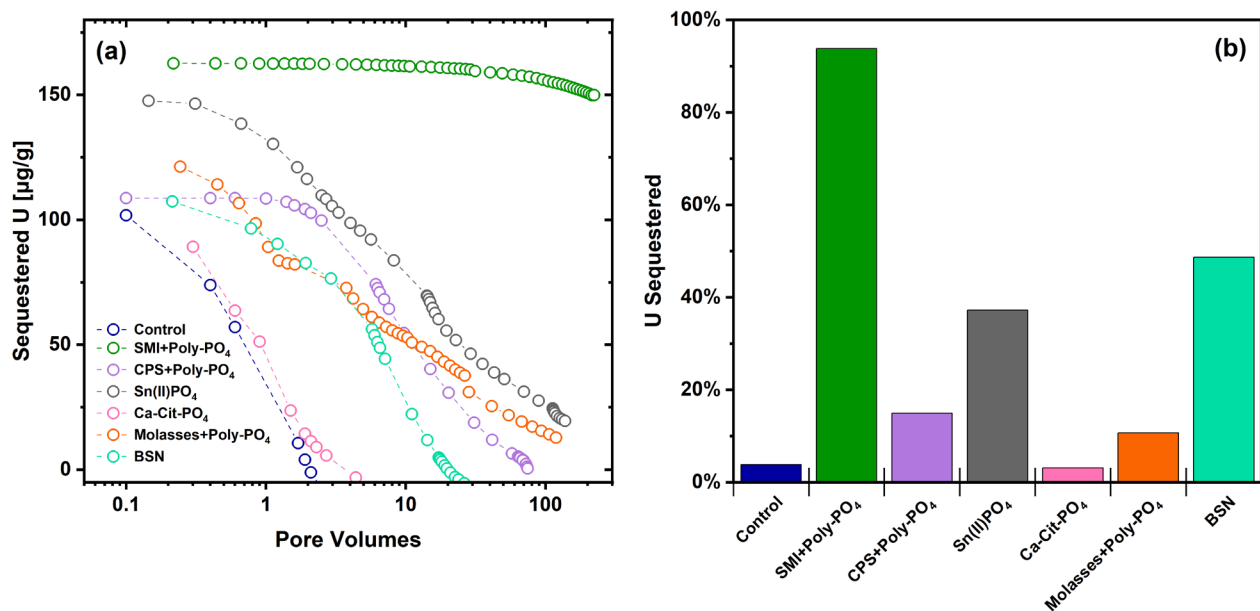 (a)
Sequestered U [µg/g]
150
100
50
0
Control
SMI+Poly-PO₄
CPS+Poly-PO₄
Sn(II)PO₄
Ca-Cit-PO₄
Molasses+Poly-PO₄
BSN
0.1 1 10 100
Pore Volumes
(b)
U Sequestered
100%
80%
60%
40%
20%
0%
Control
SMI+Poly-PO₄
CPS+Poly-PO₄
Sn(II)PO₄
Ca-Cit-PO₄
Molasses+Poly-PO₄
BSN